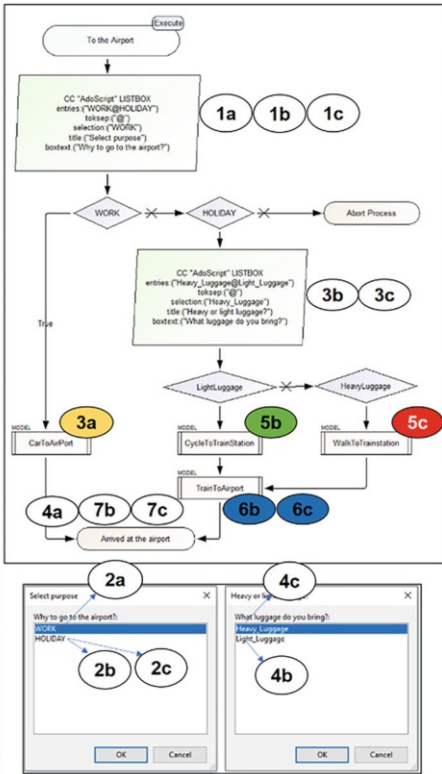 Execute
To the Airport
CC "AdoScript" LISTBOX
entries:("WORK@HOLIDAY")
toksep:("@")
selection:("WORK")
title ("Select purpose")
boxtext:("Why to go to the airport?")
1a 1b 1c
WORK HOLIDAY Abort Process
CC "AdoScript" LISTBOX
entries:("Heavy_Luggage@Light_Luggage")
toksep:("@")
selection:("Heavy_Luggage")
title ("Heavy or light luggage?")
boxtext:("What luggage do you bring?")
3b 3c
True
LightLuggage HeavyLuggage
3a 5b 5c
MODEL MODEL MODEL
CarToAirPort CycleToTrainStation WalkToTrainstation
MODEL
TrainToAirport
4a 7b 7c 6b 6c
Arrived at the airport
2a 4c
Select purpose Heavy or li
Why to go to the airport?: What luggage do you bring?:
WORK Heavy_Luggage
HOLIDAY Light_Luggage
2b 2c 4b
OK Cancel OK Cancel